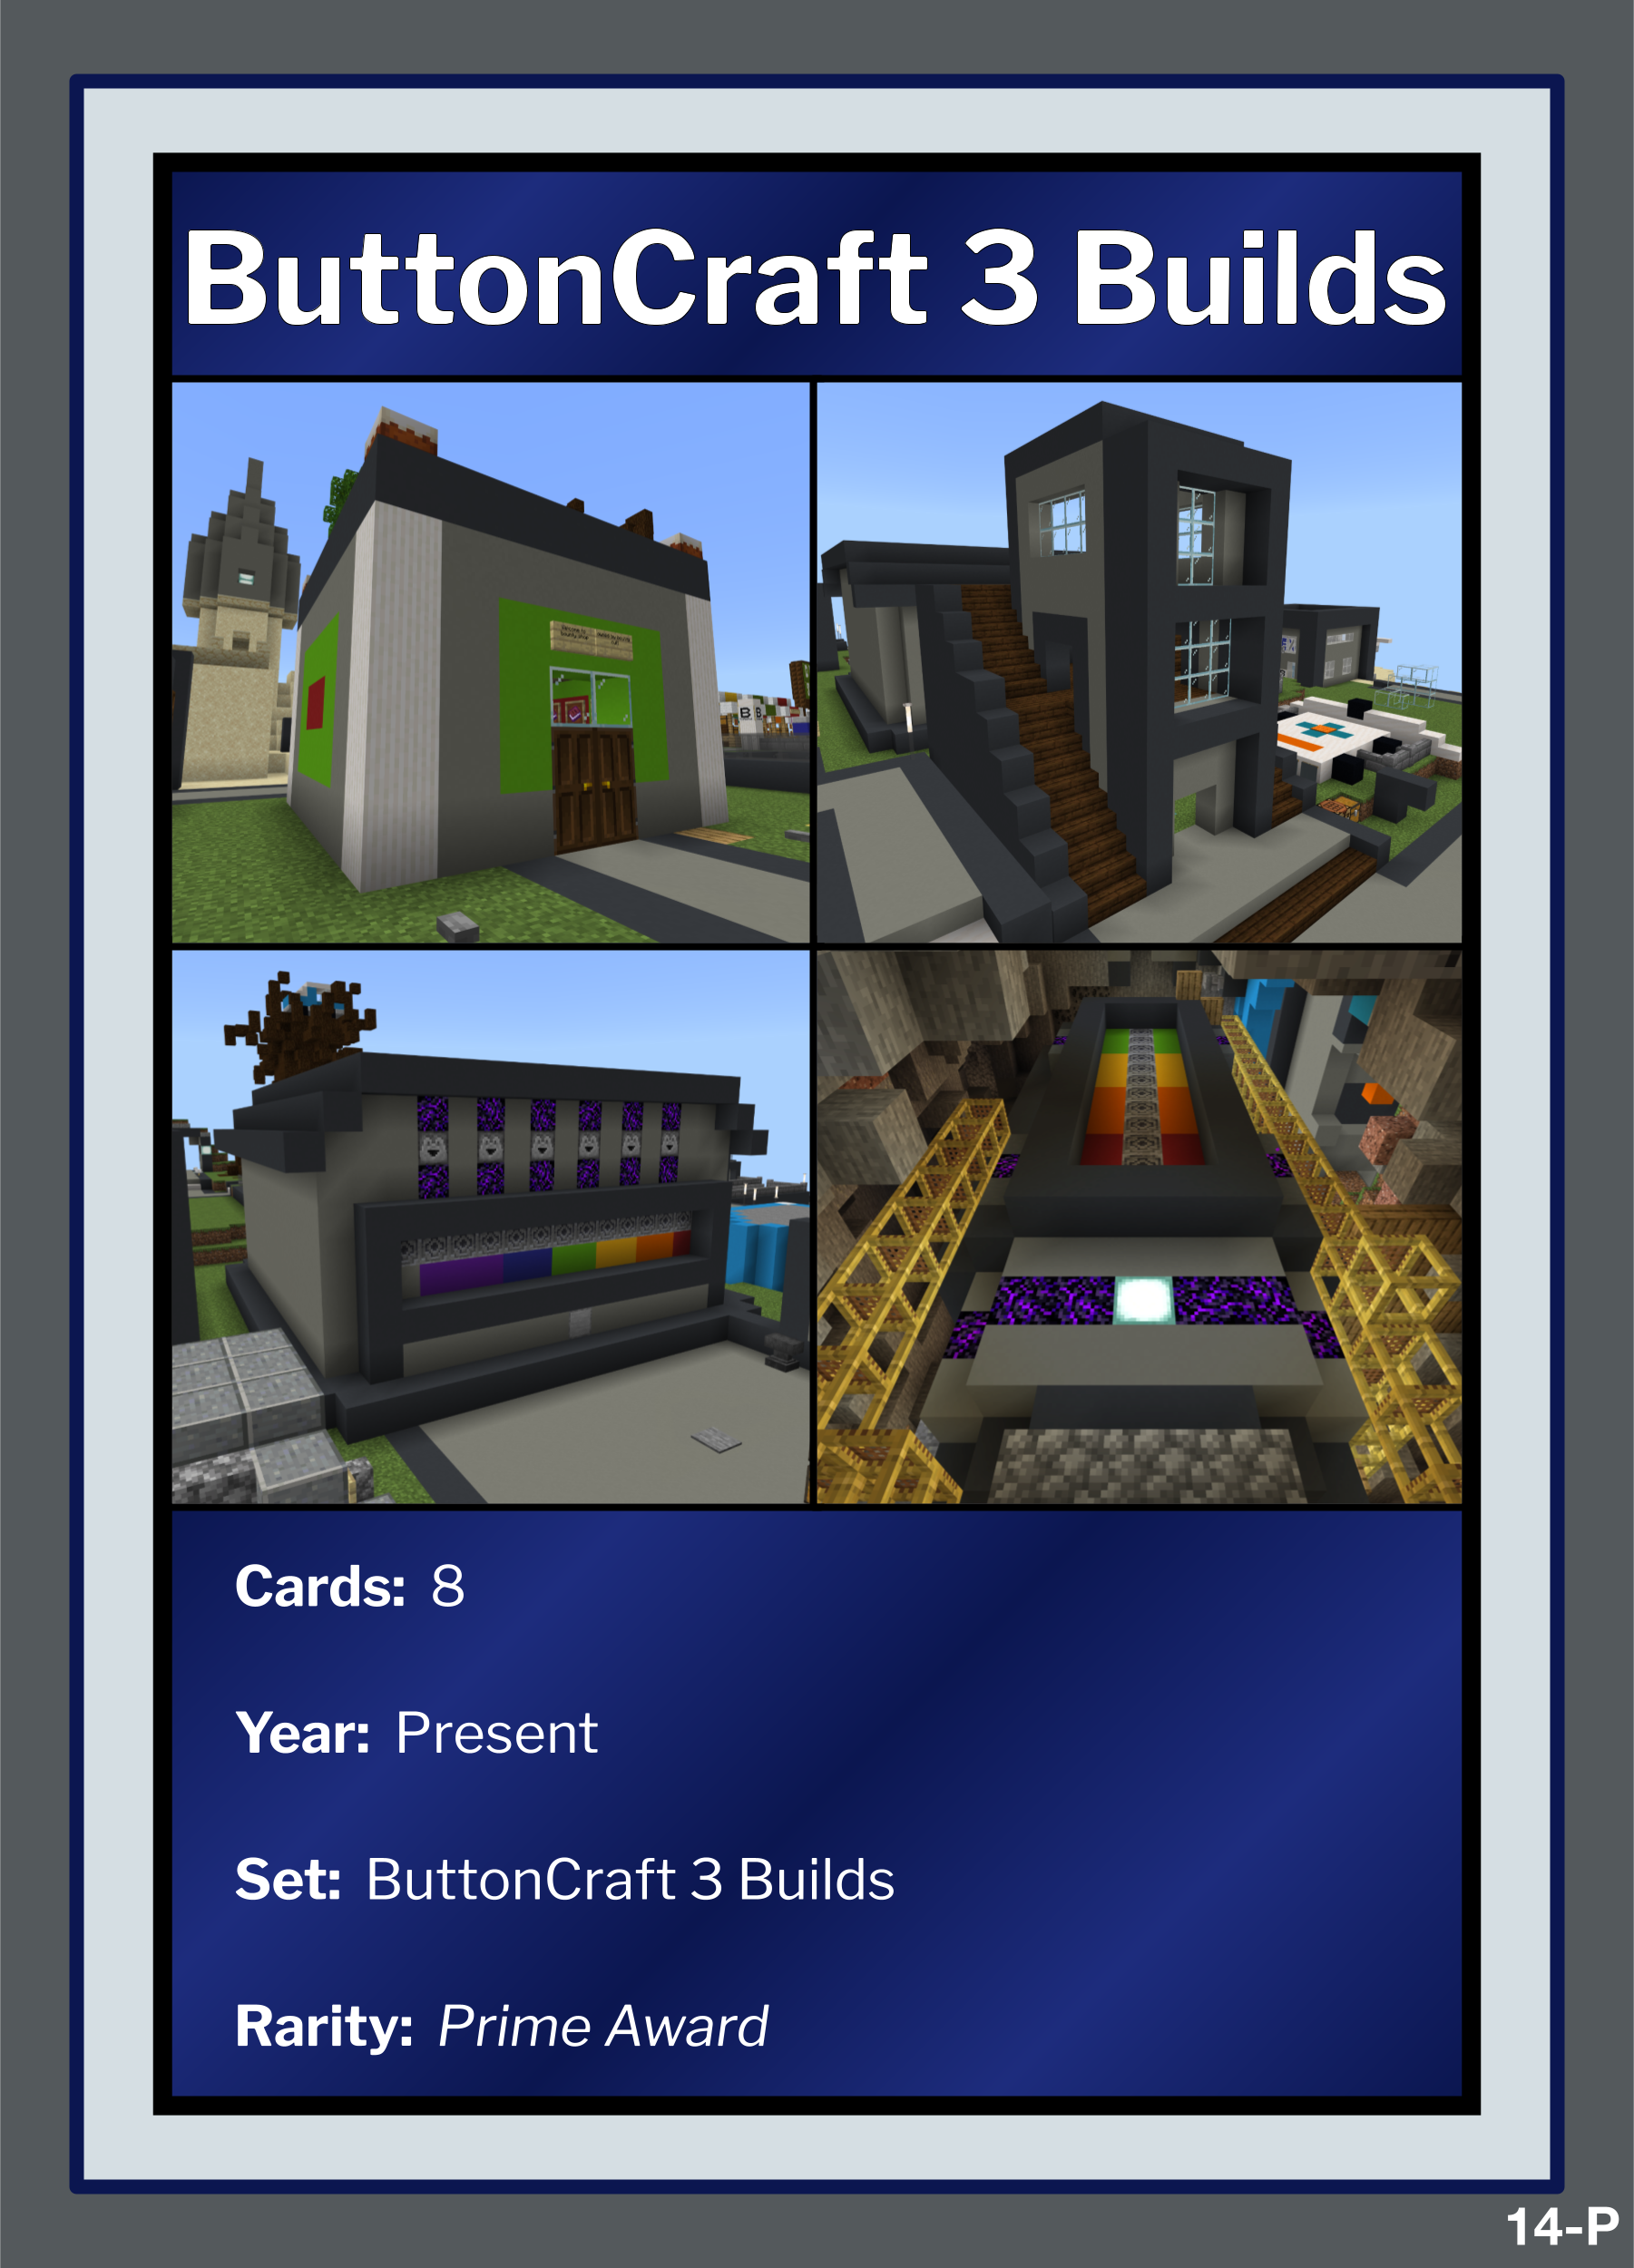 ButtonCraft 3 Builds
B B
Cards: 8
Year: Present
Set: ButtonCraft 3 Builds
Rarity: Prime Award
14-P